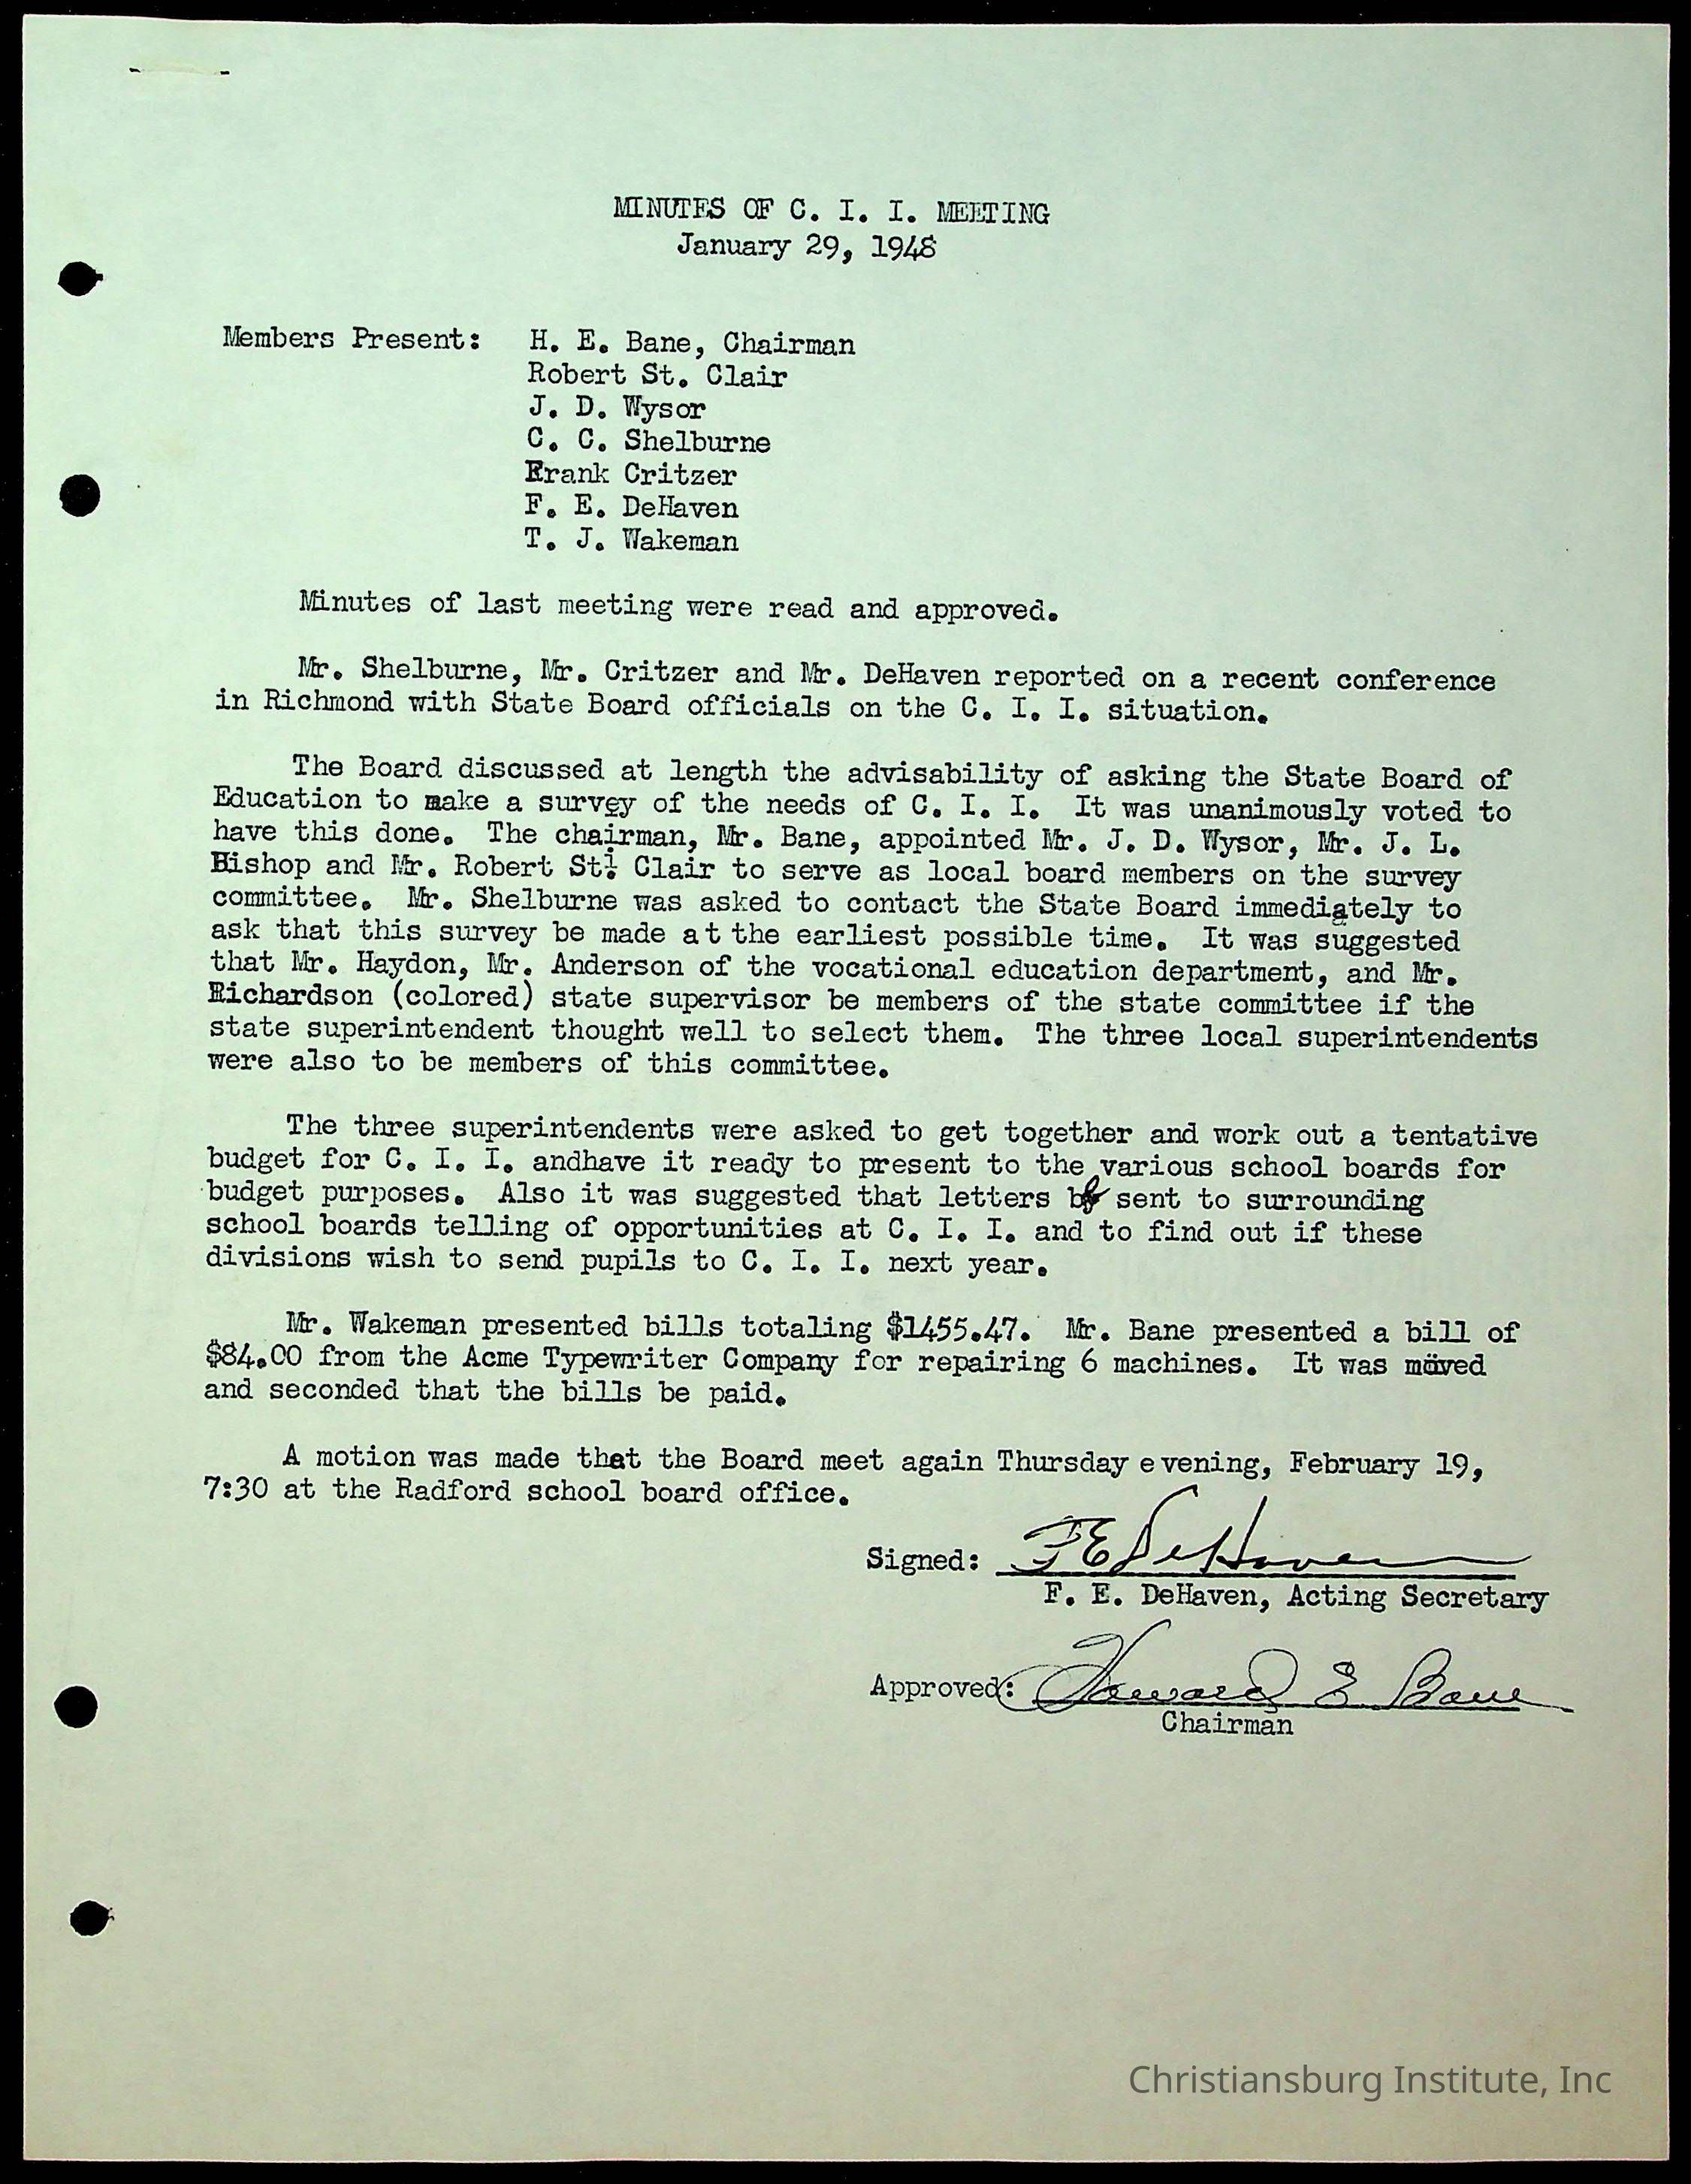 MINUTES OF C. I. I. MEETING
January 29, 1948
Members Present: H. E. Bane, Chairman
Robert St. Clair
J. D. Wysor
C. C. Shelburne
Frank Critzer
F. E. DeHaven
T. J. Wakeman
Minutes of last meeting were read and approved.
Mr. Shelburne, Mr. Critzer and Mr. DeHaven reported on a recent conference
in Richmond with State Board officials on the C. I. I. situation.
The Board discussed at length the advisability of asking the State Board of
Education to make a survey of the needs of C. I. I. It was unanimously voted to
have this done. The chairman, Mr. Bane, appointed Mr. J. D. Wysor, Mr. J. L.
Bishop and Mr. Robert St. Clair to serve as local board members on the survey
committee. Mr. Shelburne was asked to contact the State Board immediately to
ask that this survey be made at the earliest possible time. It was suggested
that Mr. Haydon, Mr. Anderson of the vocational education department, and Mr.
Richardson (colored) state supervisor be members of the state committee if the
state superintendent thought well to select them. The three local superintendents
were also to be members of this committee.
The three superintendents were asked to get together and work out a tentative
budget for C. I. I. andhave it ready to present to the various school boards for
budget purposes. Also it was suggested that letters be sent to surrounding
school boards telling of opportunities at C. I. I. and to find out if these
divisions wish to send pupils to C. I. I. next year.
Mr. Wakeman presented bills totaling $1455.47. Mr. Bane presented a bill of
$84.00 from the Acme Typewriter Company for repairing 6 machines. It was moved
and seconded that the bills be paid.
A motion was made that the Board meet again Thursday evening, February 19,
7:30 at the Radford school board office.
Signed: F E DeHaven
F. E. DeHaven, Acting Secretary
Approved: Howard E Bane
Chairman
Christiansburg Institute, Inc